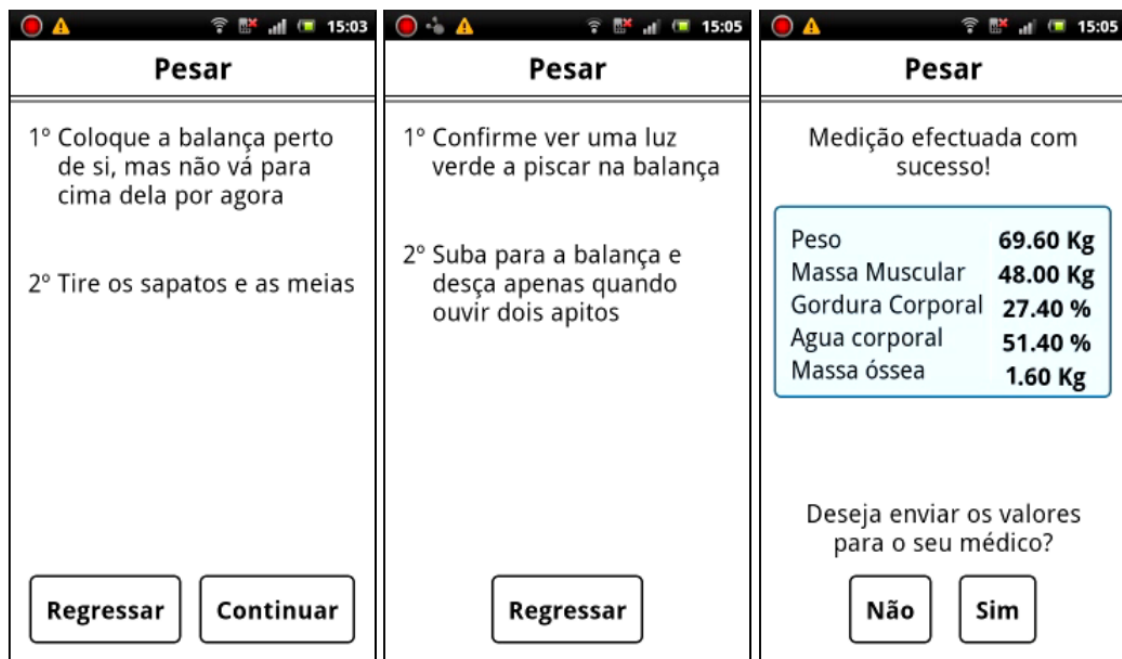 15:03
Pesar
1º Coloque a balança perto
de si, mas não vá para
cima dela por agora
2º Tire os sapatos e as meias
Regressar Continuar
15:05
Pesar
1º Confirme ver uma luz
verde a piscar na balança
2º Suba para a balança e
desça apenas quando
ouvir dois apitos
Regressar
15:05
Pesar
Medição efectuada com
sucesso!
Peso 69.60 Kg
Massa Muscular 48.00 Kg
Gordura Corporal 27.40 %
Agua corporal 51.40 %
Massa óssea 1.60 Kg
Deseja enviar os valores
para o seu médico?
Não Sim